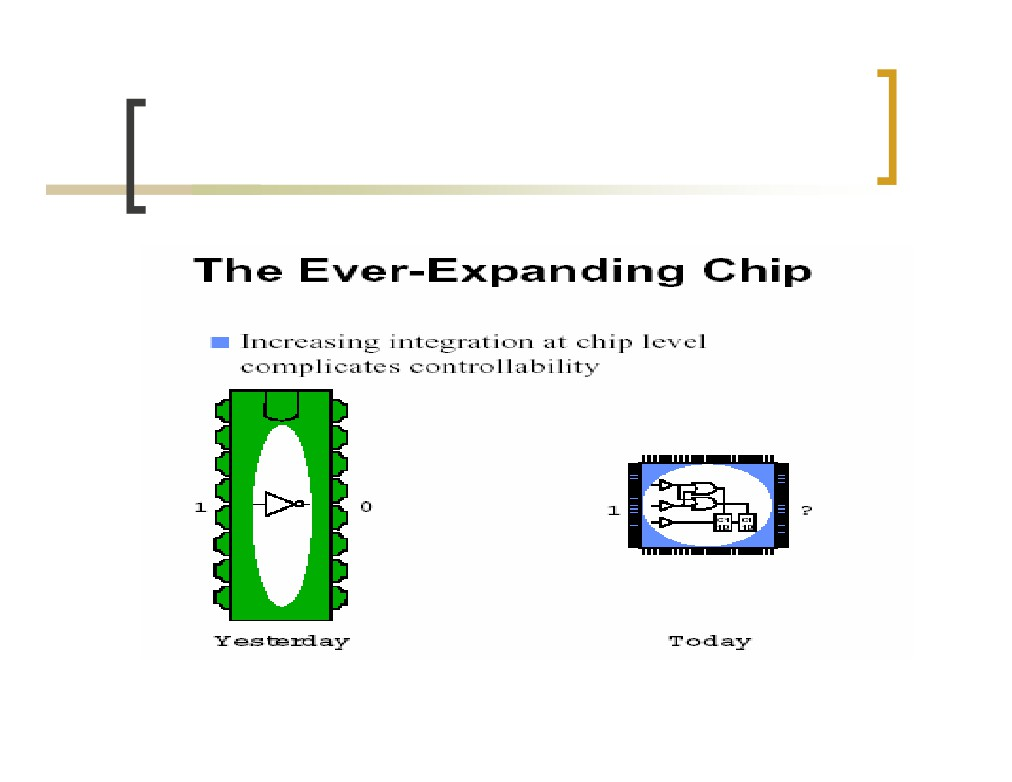 The Ever-Expanding Chip
Increasing integration at chip level
complicates controllability
1 0
1 ?
Yesterday
Today